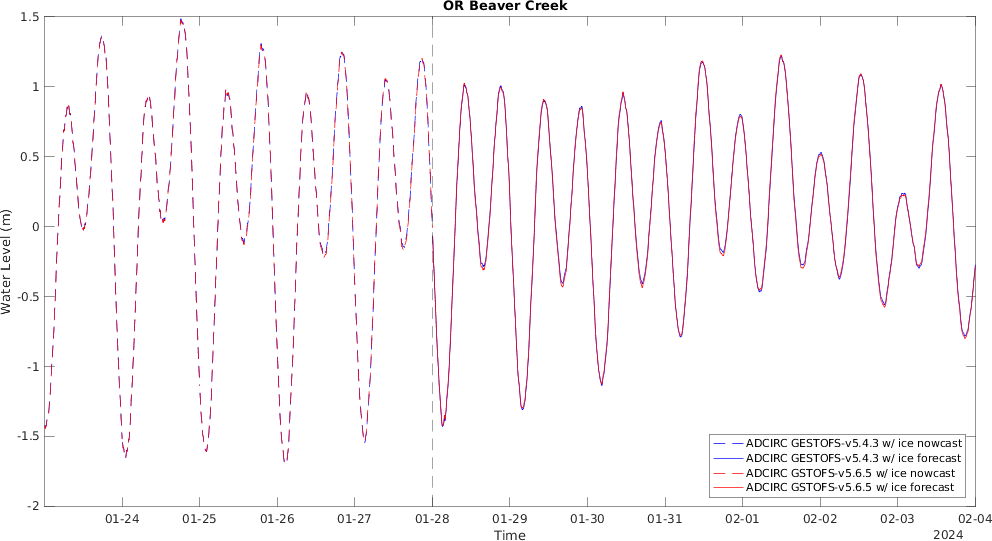 OR Beaver Creek
1.5
1
0.5
0
-0.5
-1
-1.5
-2
Water Level (m)
01-24 01-25 01-26 01-27 01-28 01-29 01-30 01-31 02-01 02-02 02-03 02-04
2024
Time
ADCIRC GESTOFS-v5.4.3 w/ ice nowcast
ADCIRC GESTOFS-v5.4.3 w/ ice forecast
ADCIRC GSTOFS-v5.6.5 w/ ice nowcast
ADCIRC GSTOFS-v5.6.5 w/ ice forecast